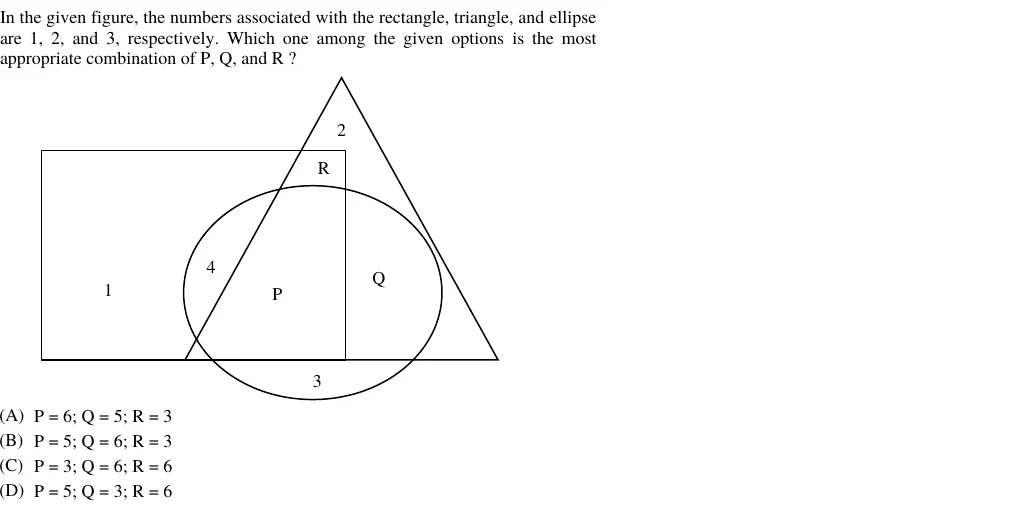 In the given figure, the numbers associated with the rectangle, triangle, and ellipse
are 1, 2, and 3, respectively. Which one among the given options is the most
appropriate combination of P, Q, and R ?
2
R
4
Q
1
P
3
(A) P = 6; Q = 5; R = 3
(B) P = 5; Q = 6; R = 3
(C) P = 3; Q = 6; R = 6
(D) P = 5; Q = 3; R = 6